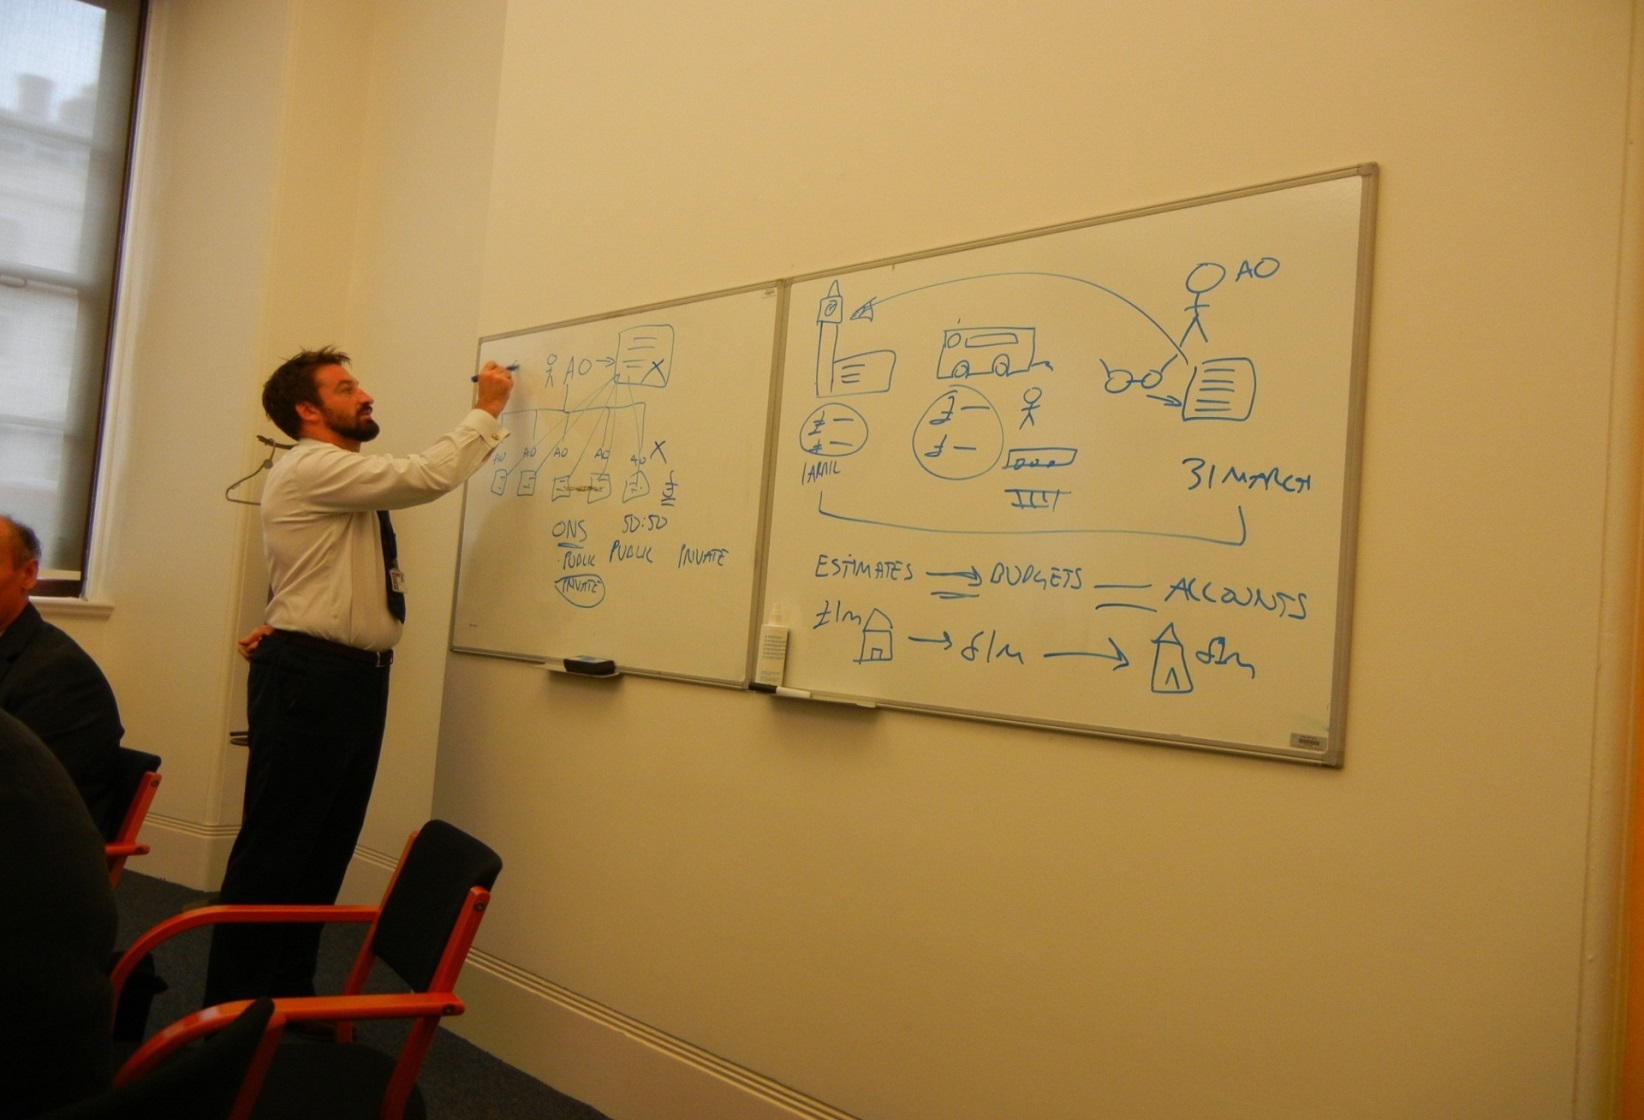 AO
X
AO AO AO AO AO X
£
ONS 50:50
PUBLIC PUBLIC PRIVATE
PRIVATE
AO
£
£
£
£
1 APRIL
31 MARCH
ESTIMATES BUDGETS ACCOUNTS
£1m £1m £1m